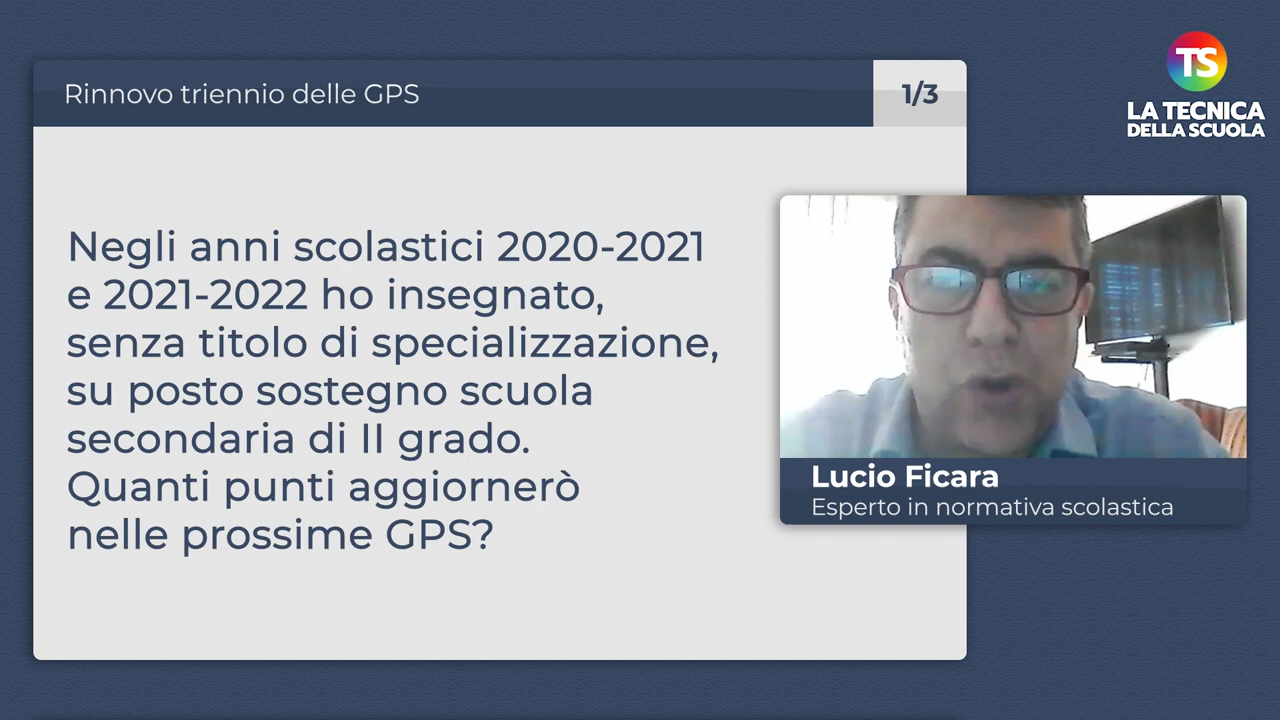 Rinnovo triennio delle GPS
1/3
TS
LA TECNICA
DELLA SCUOLA
Negli anni scolastici 2020-2021
e 2021-2022 ho insegnato,
senza titolo di specializzazione,
su posto sostegno scuola
secondaria di II grado.
Quanti punti aggiornerò
nelle prossime GPS?
Lucio Ficara
Esperto in normativa scolastica